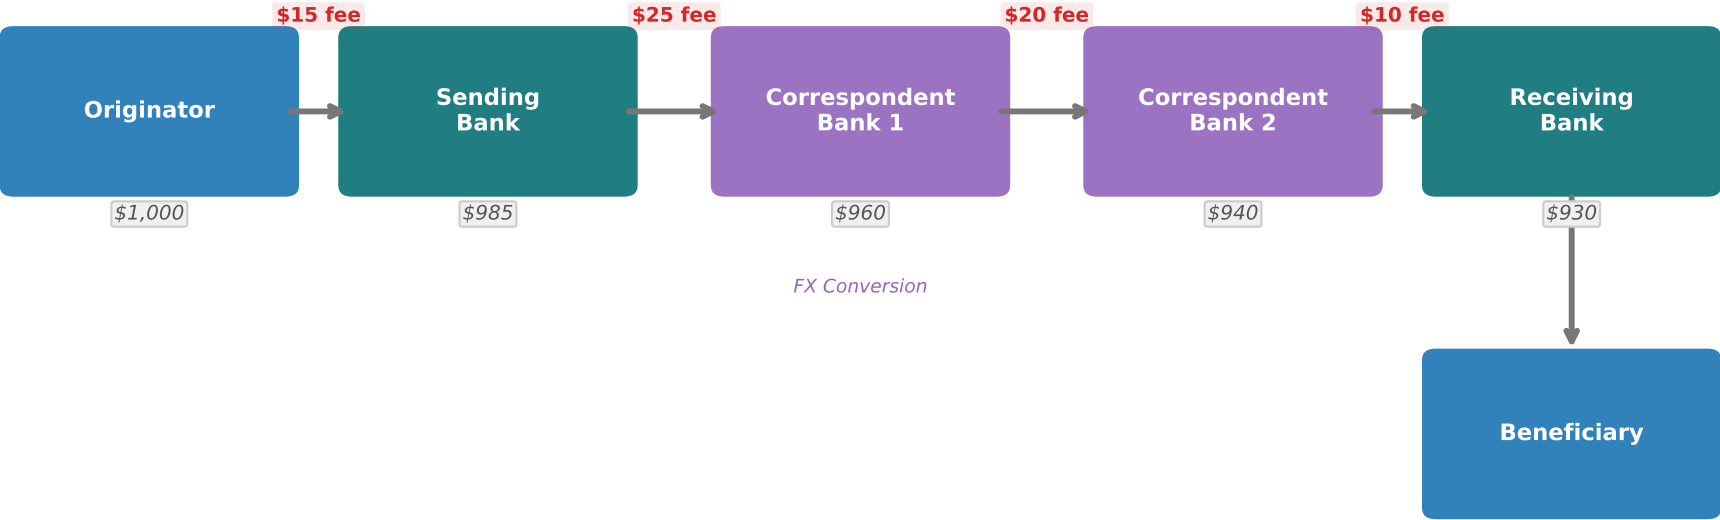 $15 fee
$25 fee
$20 fee
$10 fee
Originator
Sending
Bank
Correspondent
Bank 1
Correspondent
Bank 2
Receiving
Bank
$1,000
$985
$960
$940
$930
FX Conversion
Beneficiary